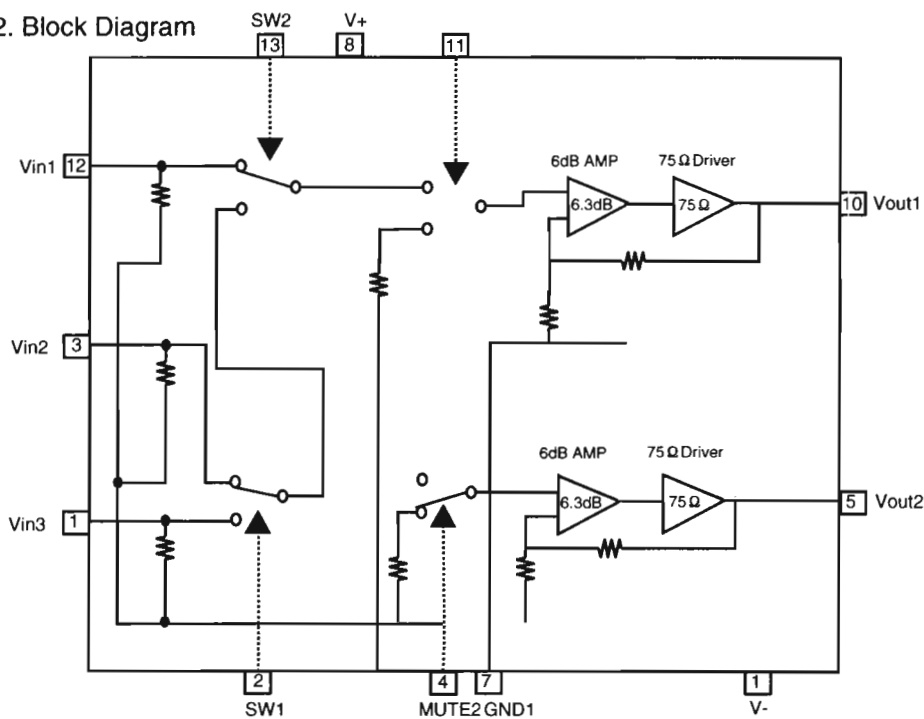 2. Block Diagram
SW2
V+
13
8
11
Vin1
12
6dB AMP
75Ω Driver
6.3dB
75Ω
10
Vout1
Vin2
3
6dB AMP
75Ω Driver
6.3dB
75Ω
5
Vout2
Vin3
1
2
4
7
1
SW1
MUTE2
GND1
V-